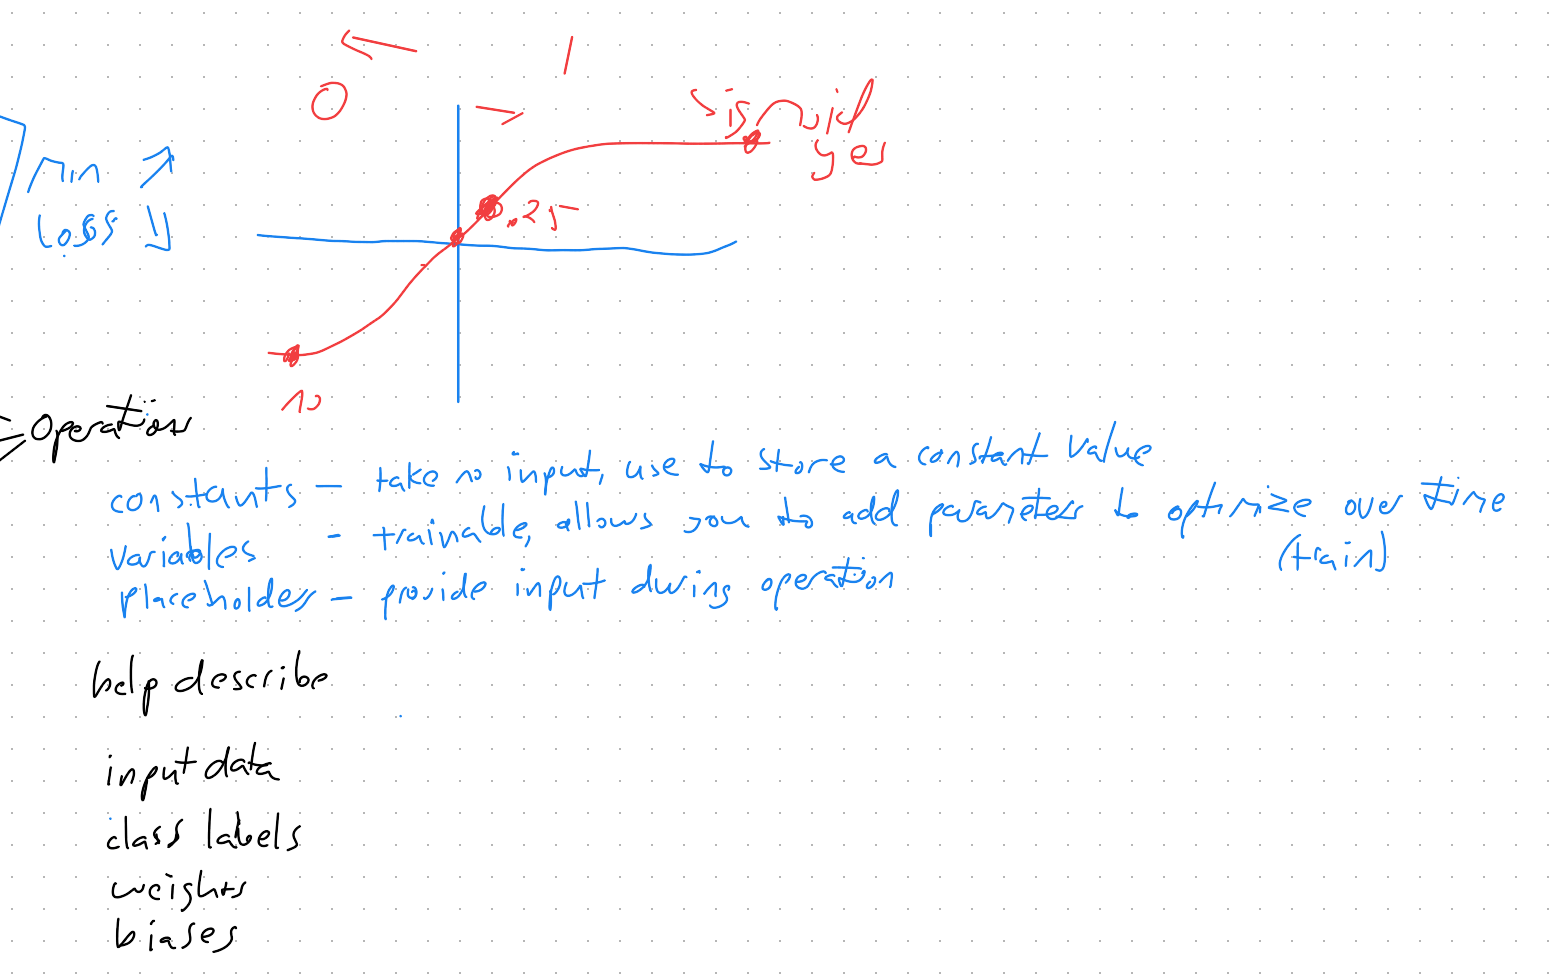 0
1
yes
.25
min
Loss
no
operation
constants - take no input, use to store a constant value
variables - trainable, allows you to add parameters to optimize over time
(train)
placeholders - provide input during operation
help describe
input data
class labels
weights
biases